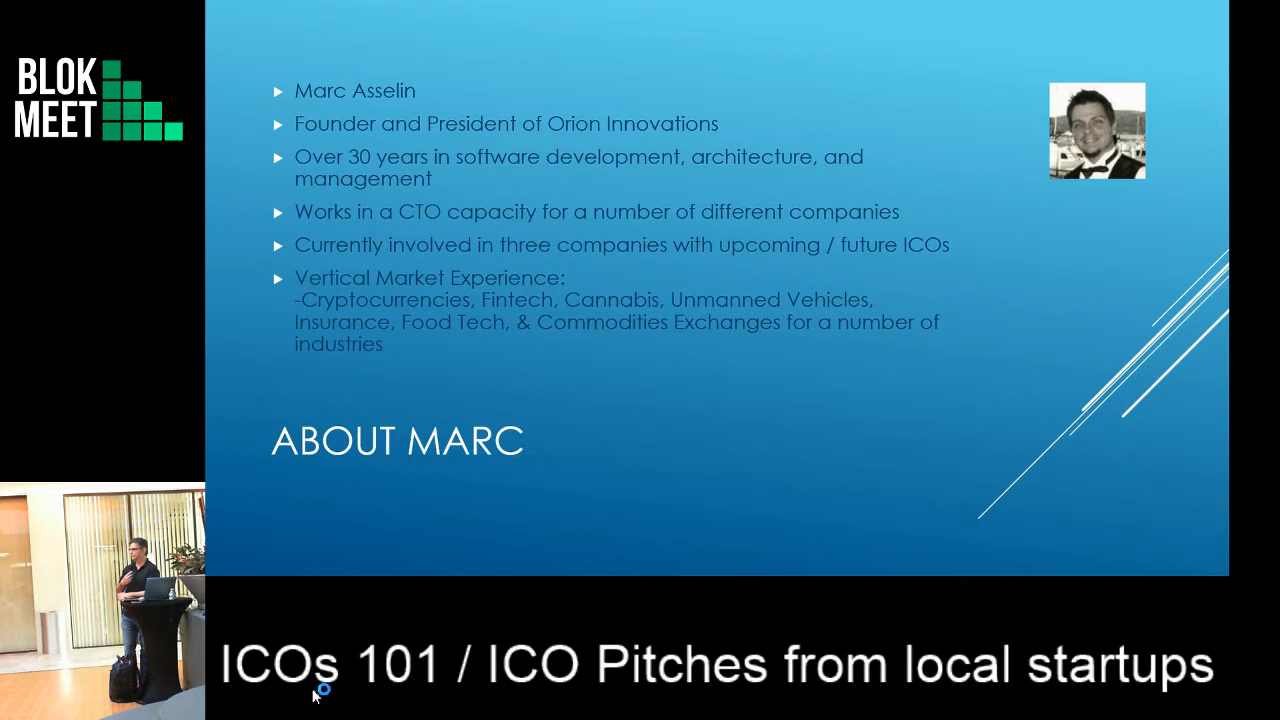 BLOK
MEET
Marc Asselin
Founder and President of Orion Innovations
Over 30 years in software development, architecture, and
management
Works in a CTO capacity for a number of different companies
Currently involved in three companies with upcoming / future ICOs
Vertical Market Experience:
-Cryptocurrencies, Fintech, Cannabis, Unmanned Vehicles,
Insurance, Food Tech, & Commodities Exchanges for a number of
industries
ABOUT MARC
ICOs 101 / ICO Pitches from local startups